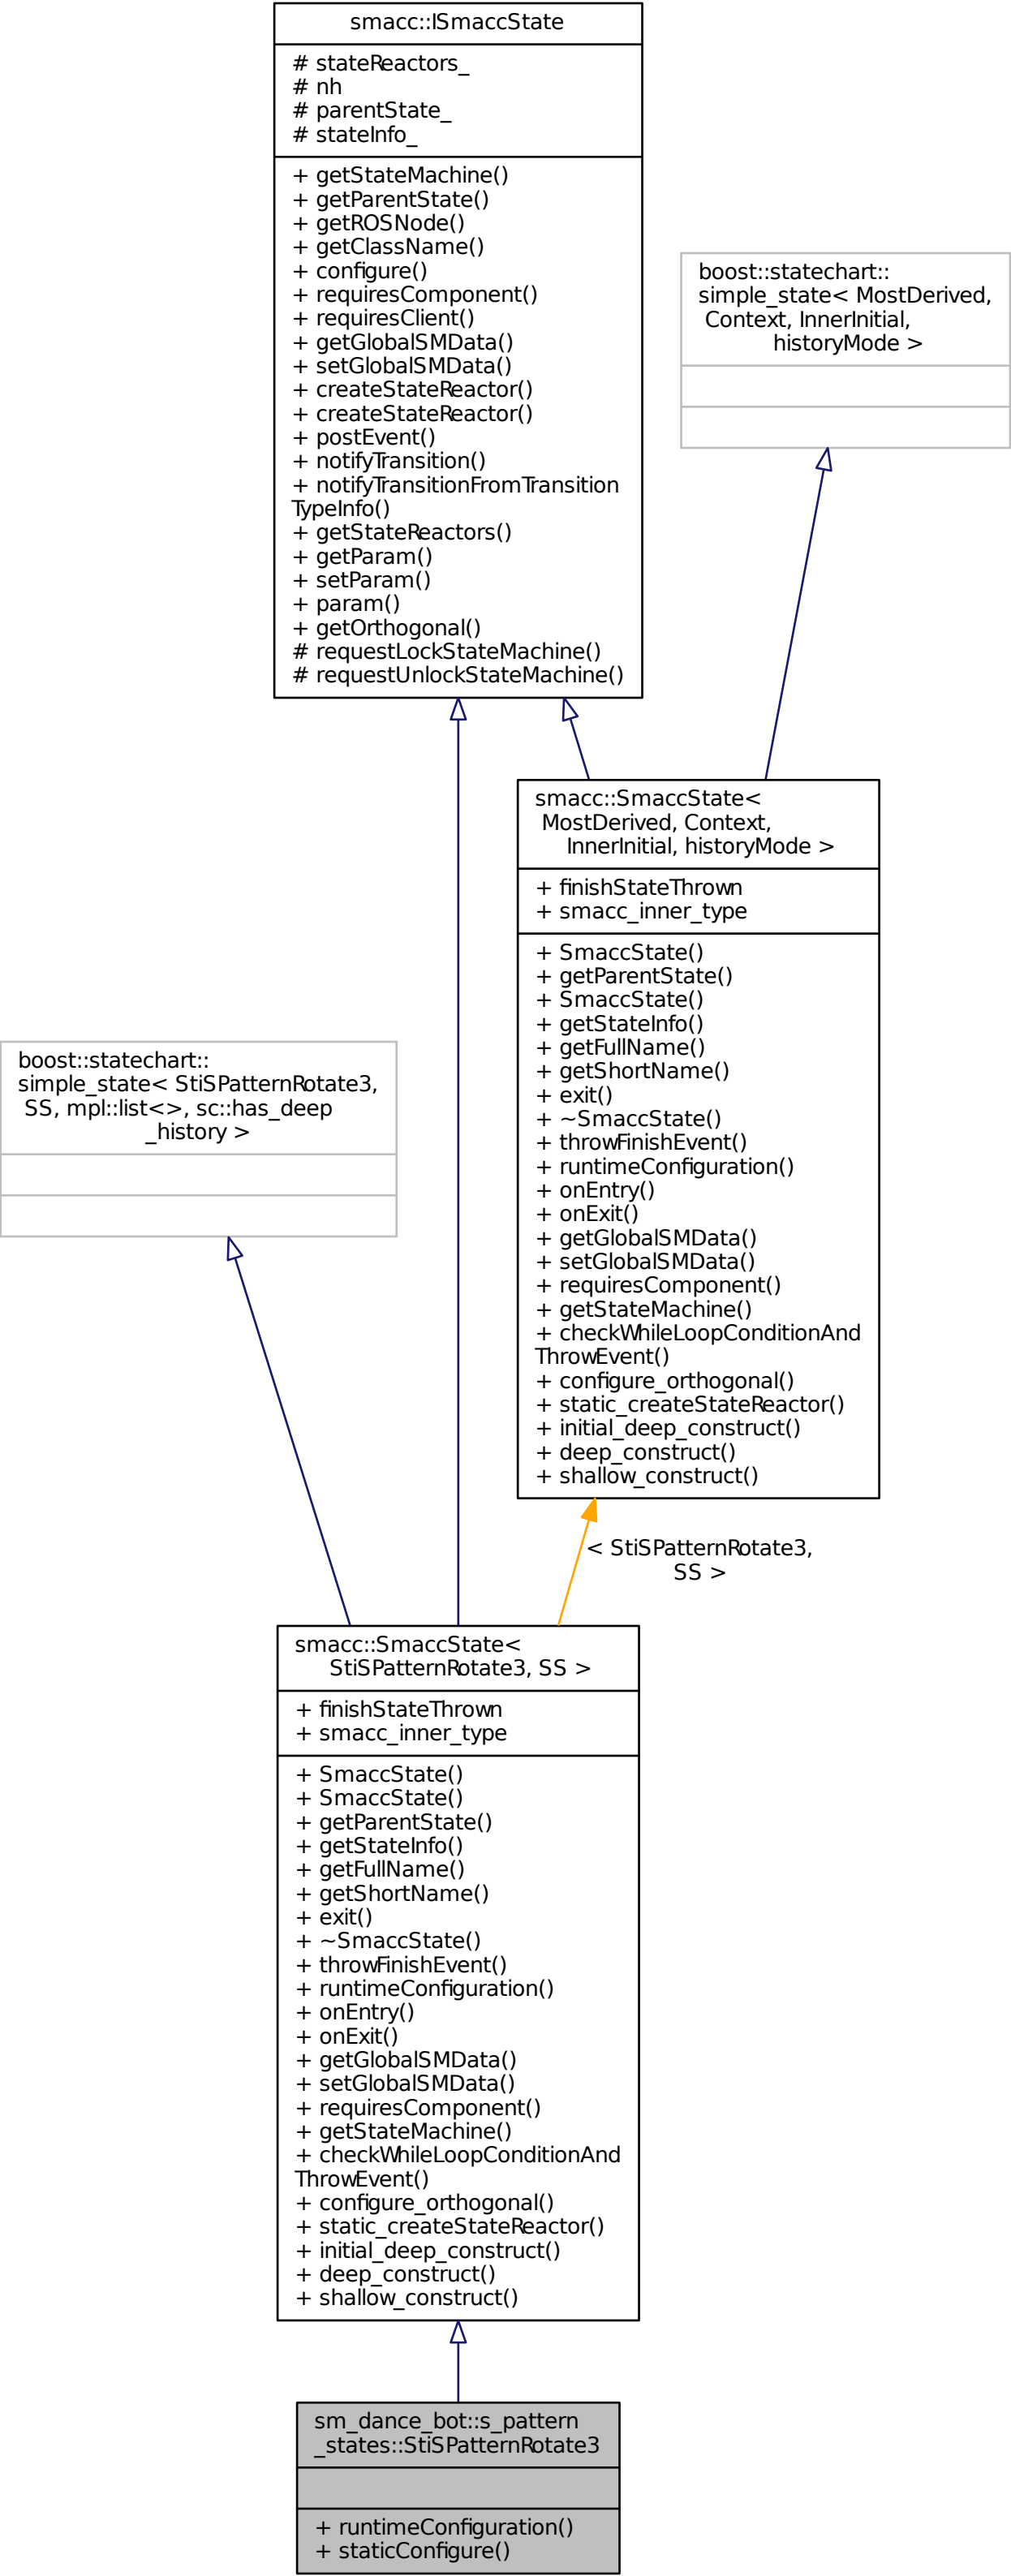 smacc::ISmaccState
# stateReactors_
# nh
# parentState_
# stateInfo_
+ getStateMachine()
+ getParentState()
+ getROSNode()
+ getClassName()
+ configure()
+ requiresComponent()
+ requiresClient()
+ getGlobalSMData()
+ setGlobalSMData()
+ createStateReactor()
+ createStateReactor()
+ postEvent()
+ notifyTransition()
+ notifyTransitionFromTransition
TypeInfo()
+ getStateReactors()
+ getParam()
+ setParam()
+ param()
+ getOrthogonal()
# requestLockStateMachine()
# requestUnlockStateMachine()
boost::statechart::
simple_state< MostDerived,
Context, InnerInitial,
historyMode >
smacc::SmaccState<
MostDerived, Context,
InnerInitial, historyMode >
+ finishStateThrown
+ smacc_inner_type
+ SmaccState()
+ getParentState()
+ SmaccState()
+ getStateInfo()
+ getFullName()
+ getShortName()
+ exit()
+ ~SmaccState()
+ throwFinishEvent()
+ runtimeConfiguration()
+ onEntry()
+ onExit()
+ getGlobalSMData()
+ setGlobalSMData()
+ requiresComponent()
+ getStateMachine()
+ checkWhileLoopConditionAnd
ThrowEvent()
+ configure_orthogonal()
+ static_createStateReactor()
+ initial_deep_construct()
+ deep_construct()
+ shallow_construct()
boost::statechart::
simple_state< StiSPatternRotate3,
SS, mpl::list<>, sc::has_deep
_history >
< StiSPatternRotate3,
SS >
smacc::SmaccState<
StiSPatternRotate3, SS >
+ finishStateThrown
+ smacc_inner_type
+ SmaccState()
+ SmaccState()
+ getParentState()
+ getStateInfo()
+ getFullName()
+ getShortName()
+ exit()
+ ~SmaccState()
+ throwFinishEvent()
+ runtimeConfiguration()
+ onEntry()
+ onExit()
+ getGlobalSMData()
+ setGlobalSMData()
+ requiresComponent()
+ getStateMachine()
+ checkWhileLoopConditionAnd
ThrowEvent()
+ configure_orthogonal()
+ static_createStateReactor()
+ initial_deep_construct()
+ deep_construct()
+ shallow_construct()
sm_dance_bot::s_pattern
_states::StiSPatternRotate3
+ runtimeConfiguration()
+ staticConfigure()